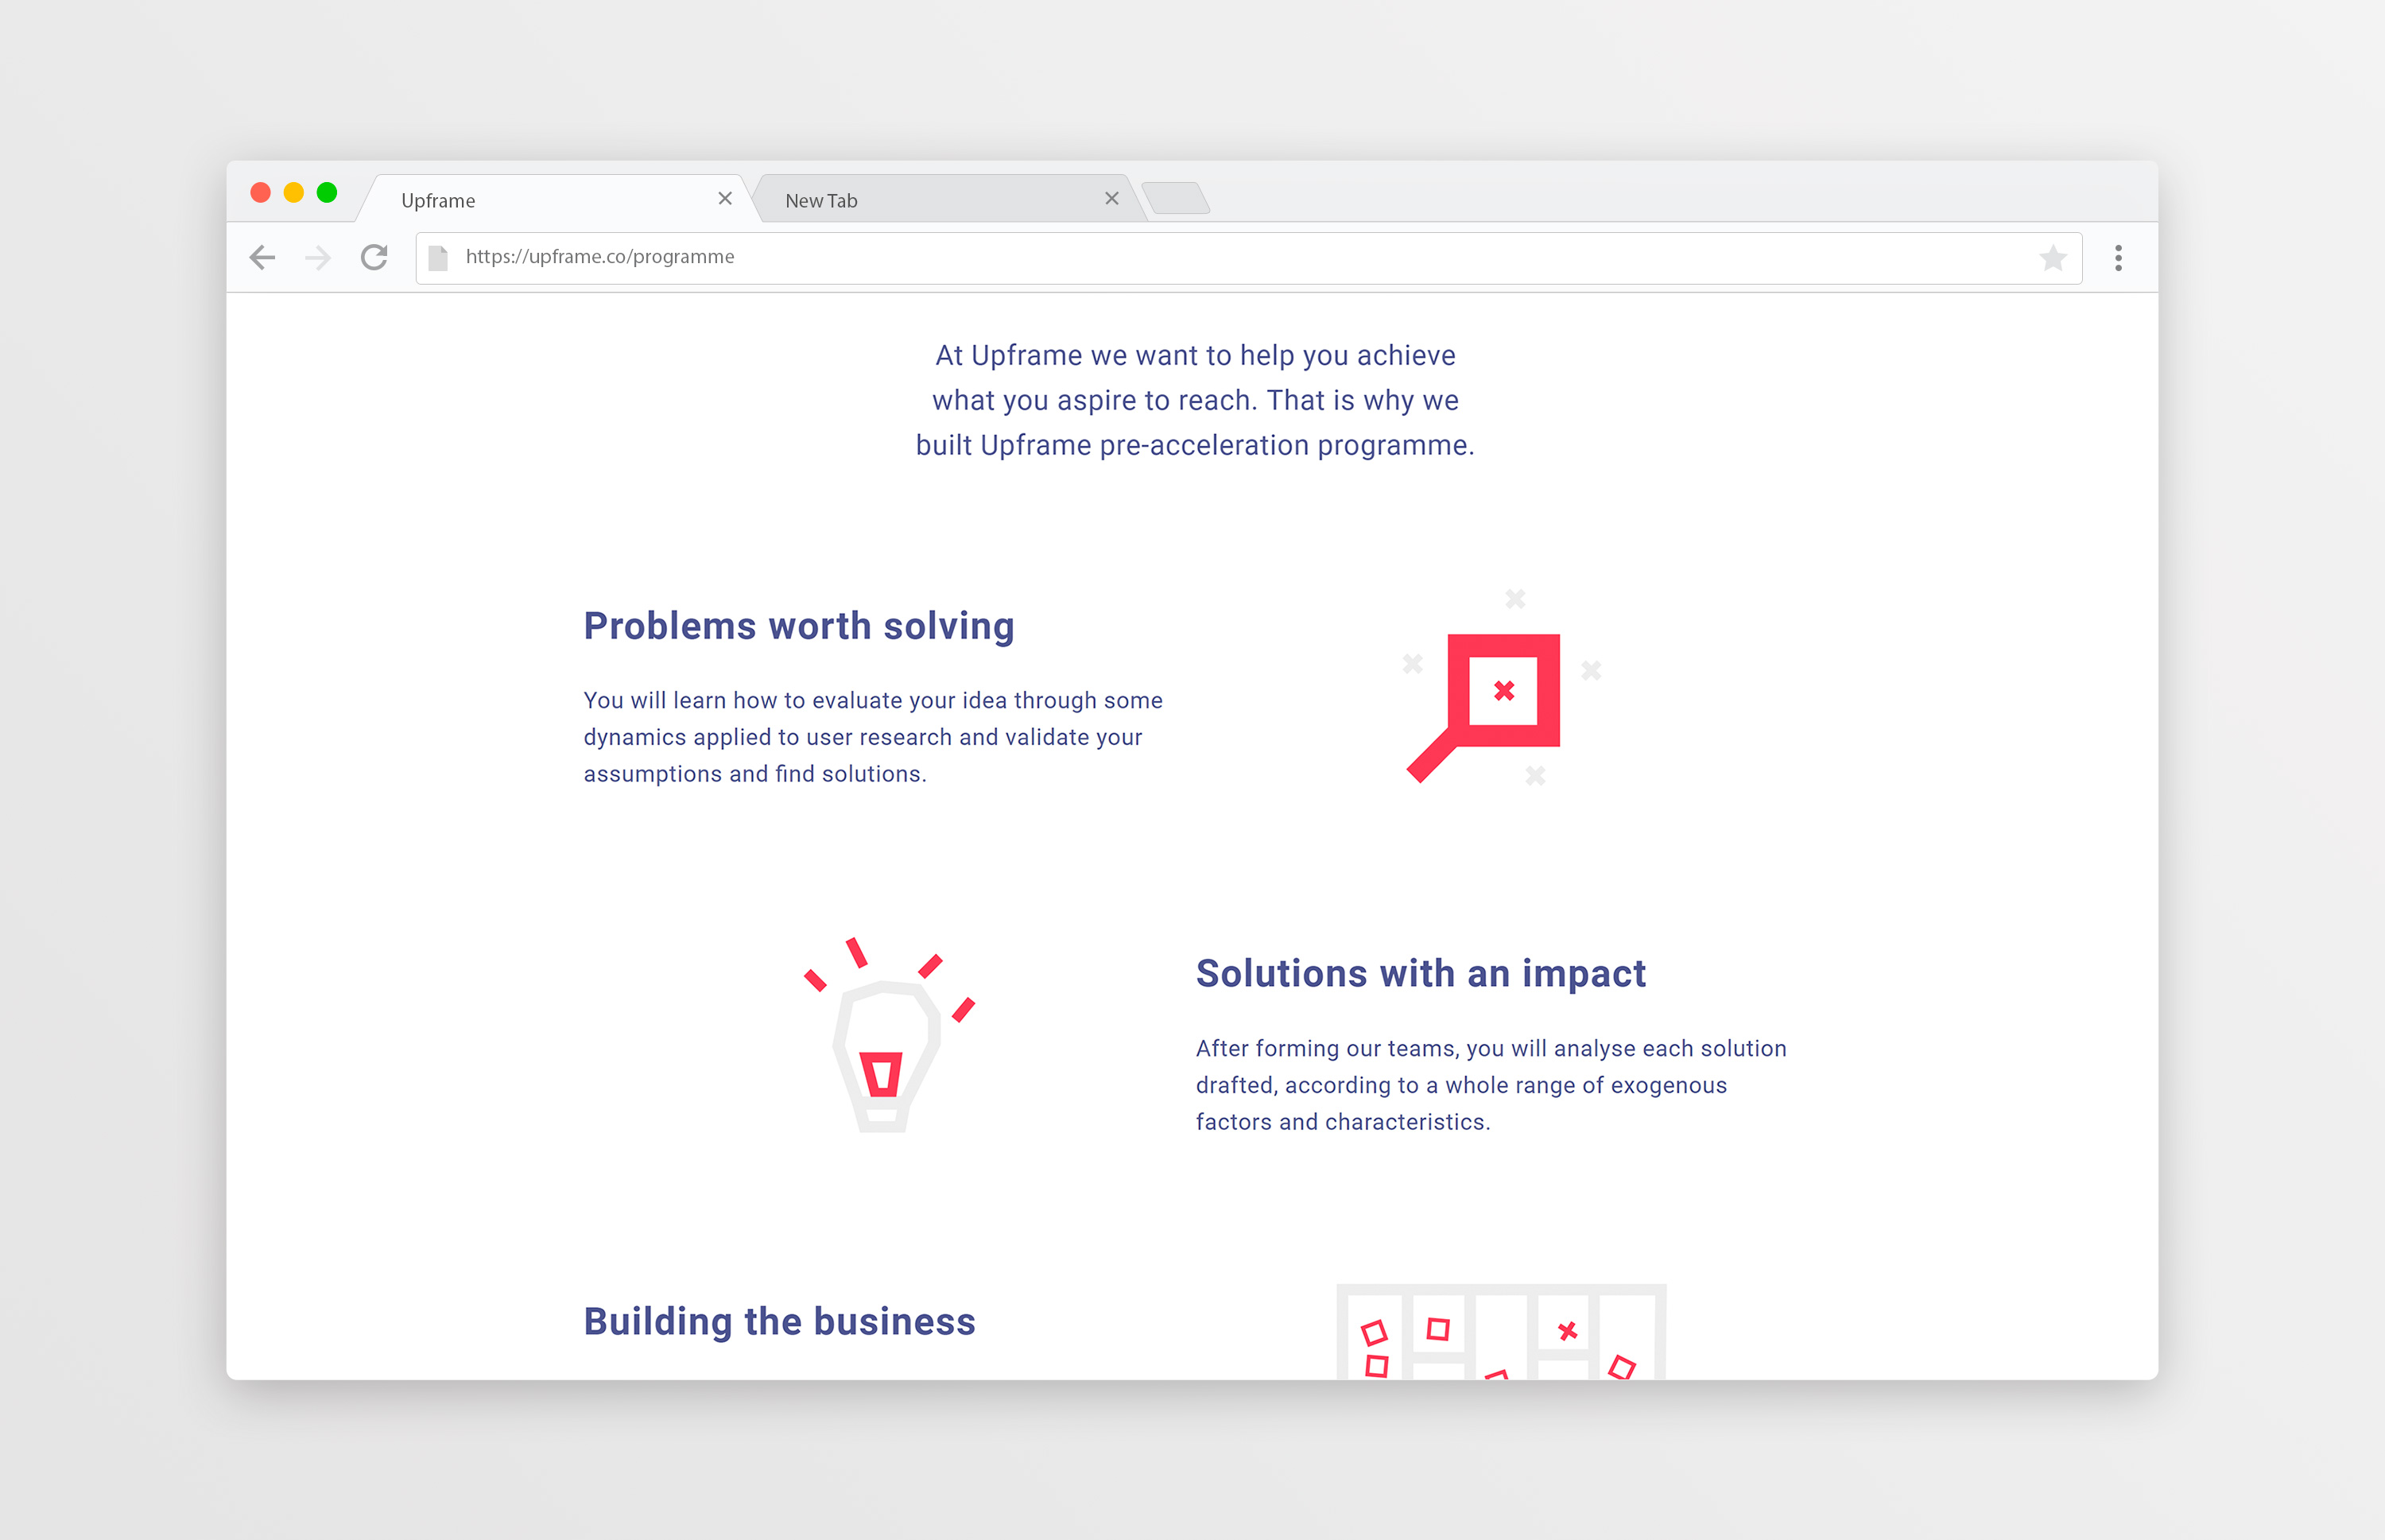 Upframe
New Tab
https://upframe.co/programme
At Upframe we want to help you achieve
what you aspire to reach. That is why we
built Upframe pre-acceleration programme.
Problems worth solving
You will learn how to evaluate your idea through some
dynamics applied to user research and validate your
assumptions and find solutions.
Solutions with an impact
After forming our teams, you will analyse each solution
drafted, according to a whole range of exogenous
factors and characteristics.
Building the business